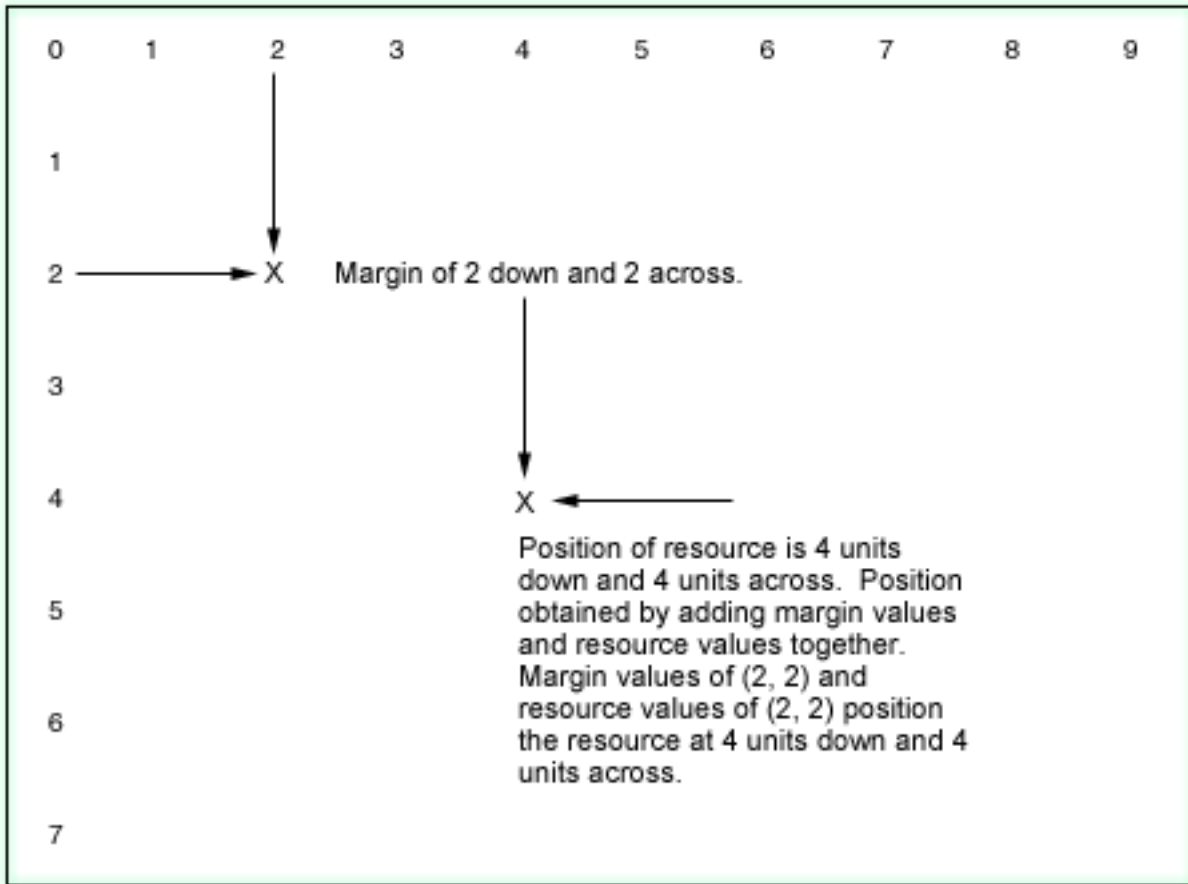 0 1 2 3 4 5 6 7 8 9
1
2 X Margin of 2 down and 2 across.
3
4 X
Position of resource is 4 units
down and 4 units across. Position
5 obtained by adding margin values
and resource values together.
Margin values of (2, 2) and
6 resource values of (2, 2) position
the resource at 4 units down and 4
units across.
7